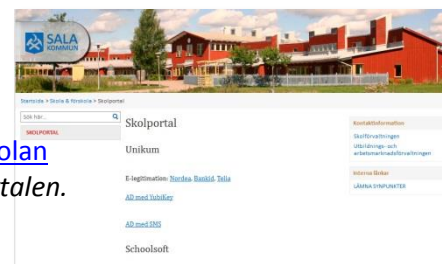 SALA
KOMMUN
Startsida > Skola & förskola > Skolportal
Sök här...
SKOLPORTAL
olan
talen.
Skolportal
Unikum
E-legitimation: Nordea, BankId, Telia
AD med YubiKey
AD med SMS
Schoolsoft
Kontaktinformation
Skolförvaltningen
Utbildnings- och
arbetsmarknadsförvaltningen
Interna länkar
LÄMNA SYNPUNKTER